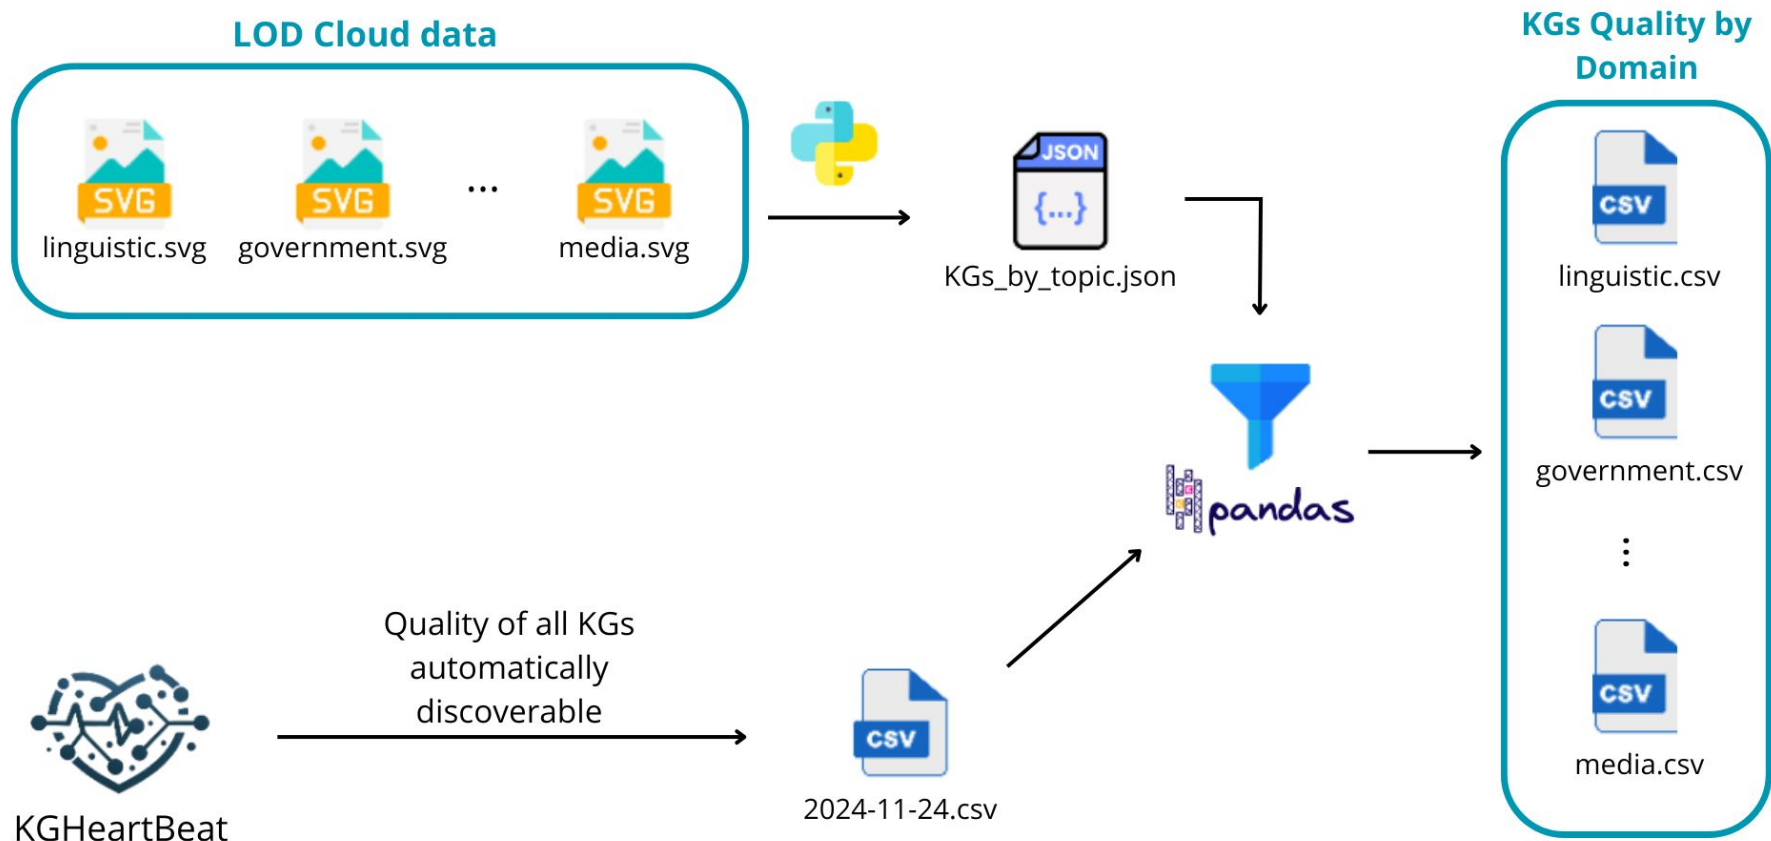 LOD Cloud data
SVG
linguistic.svg
SVG
government.svg
...
SVG
media.svg
JSON
{...}
KGs_by_topic.json
pandas
KGHeartBeat
Quality of all KGs
automatically
discoverable
CSV
2024-11-24.csv
KGs Quality by
Domain
CSV
linguistic.csv
CSV
government.csv
⋮
CSV
media.csv